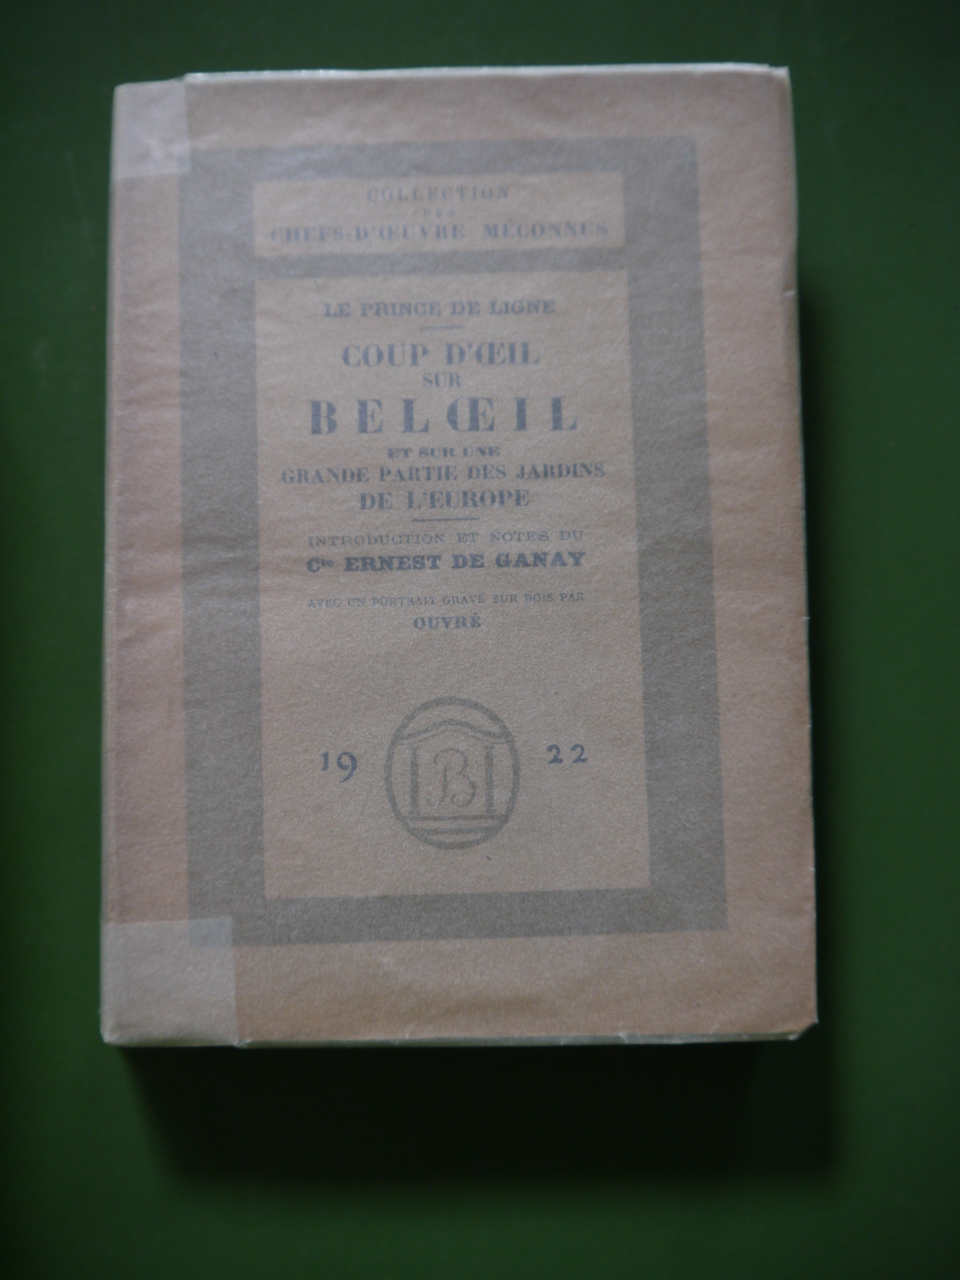 COLLECTION
DES
CHEFS-D'ŒUVRE MÉCONNUS
LE PRINCE DE LIGNE
COUP D'ŒIL
SUR
BELŒIL
ET SUR UNE
GRANDE PARTIE DES JARDINS
DE L'EUROPE
INTRODUCTION ET NOTES DU
Cte ERNEST DE GANAY
AVEC UN PORTRAIT GRAVÉ SUR BOIS PAR
OUVRÉ
19 B 22